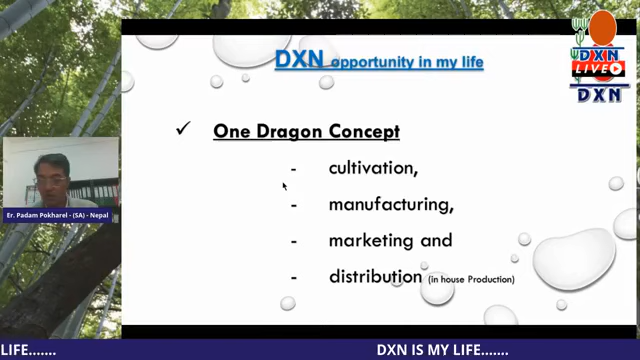 DXN opportunity in my life
DXN
LIVE
DXN
✓ One Dragon Concept
- cultivation,
- manufacturing,
- marketing and
- distribution (in house Production)
Er. Padam Pokharel - (SA) - Nepal
LIFE....... DXN IS MY LIFE.......